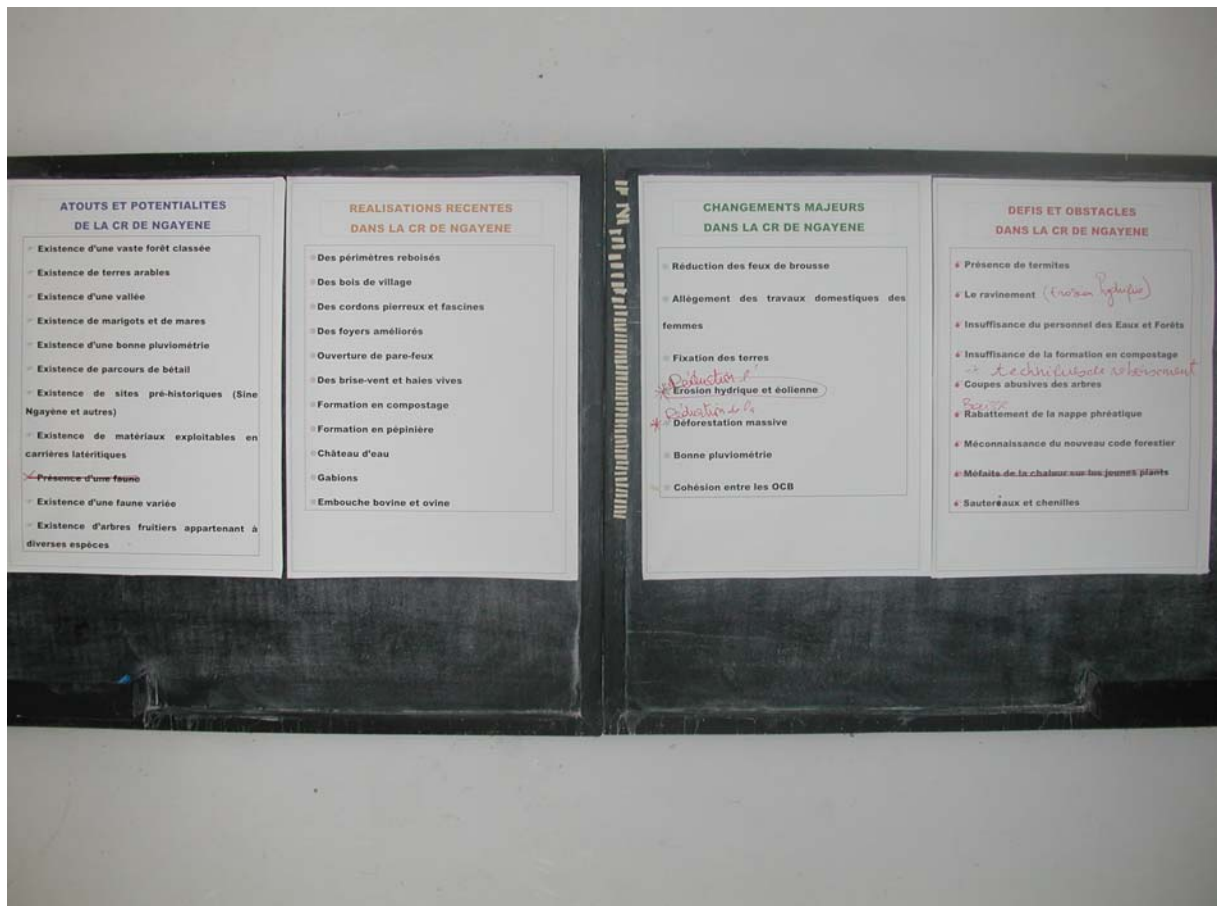 ATOUTS ET POTENTIALITES
DE LA CR DE NGAYENE
Existence d'une vaste forêt classée
Existence de terres arables
Existence d'une vallée
Existence de marigots et de mares
Existence d'une bonne pluviométrie
Existence de parcours de bétail
Existence de sites pré-historiques (Sine
Ngayène et autres)
Existence de matériaux exploitables en
carrières latéritiques
Présence d'une faune
Existence d'une faune variée
Existence d'arbres fruitiers appartenant à
diverses espèces
REALISATIONS RECENTES
DANS LA CR DE NGAYENE
Des périmètres reboisés
Des bois de village
Des cordons pierreux et fascines
Des foyers améliorés
Ouverture de pare-feux
Des brise-vent et haies vives
Formation en compostage
Formation en pépinière
Château d'eau
Gabions
Embouche bovine et ovine
CHANGEMENTS MAJEURS
DANS LA CR DE NGAYENE
Réduction des feux de brousse
Allègement des travaux domestiques des
femmes
Fixation des terres
Réduction l'
Erosion hydrique et éolienne
Réduction de la
Déforestation massive
Bonne pluviométrie
Cohésion entre les OCB
DEFIS ET OBSTACLES
DANS LA CR DE NGAYENE
Présence de termites
Le ravinement (Erosion
Insuffisance du personnel des Eaux et Forêts
Insuffisance de la formation en compostage
techniques de reboisement
Coupes abusives des arbres
Rabattement de la nappe phréatique
Méconnaissance du nouveau code forestier
Méfaits de la chaleur sur les jeunes plants
Sautereaux et chenilles